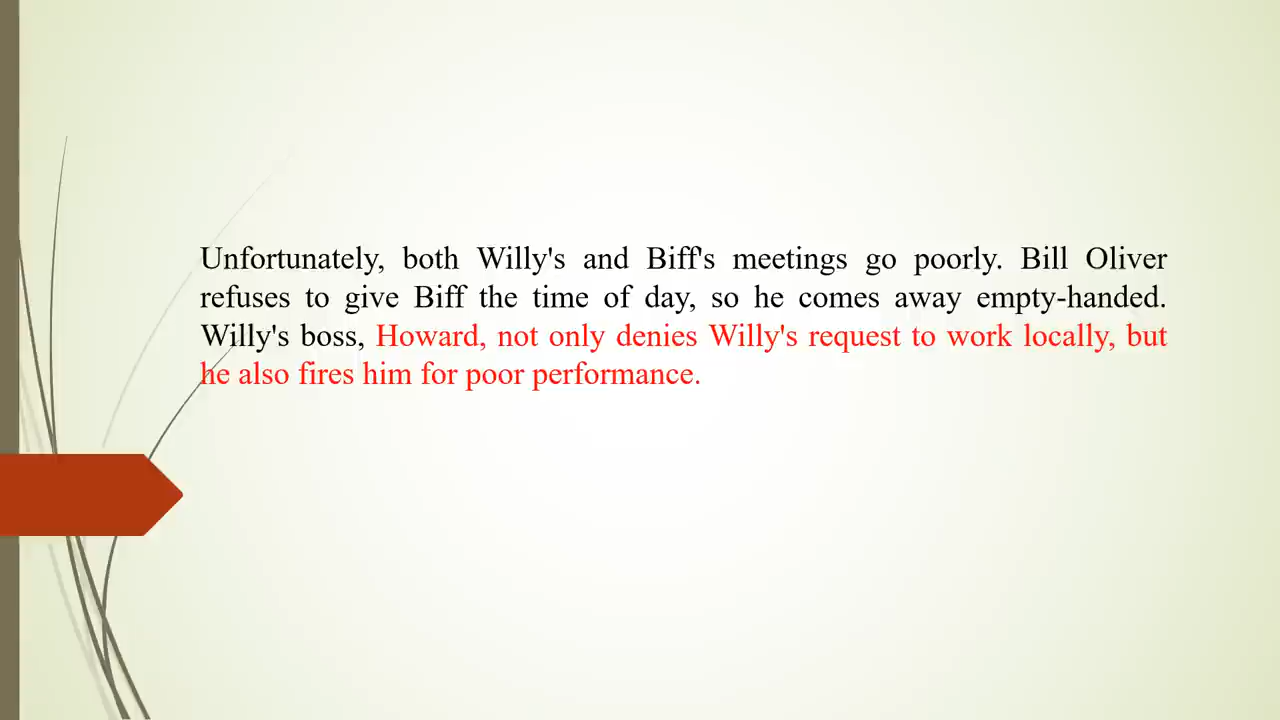 Unfortunately, both Willy's and Biff's meetings go poorly. Bill Oliver
refuses to give Biff the time of day, so he comes away empty-handed.
Willy's boss, Howard, not only denies Willy's request to work locally, but
he also fires him for poor performance.